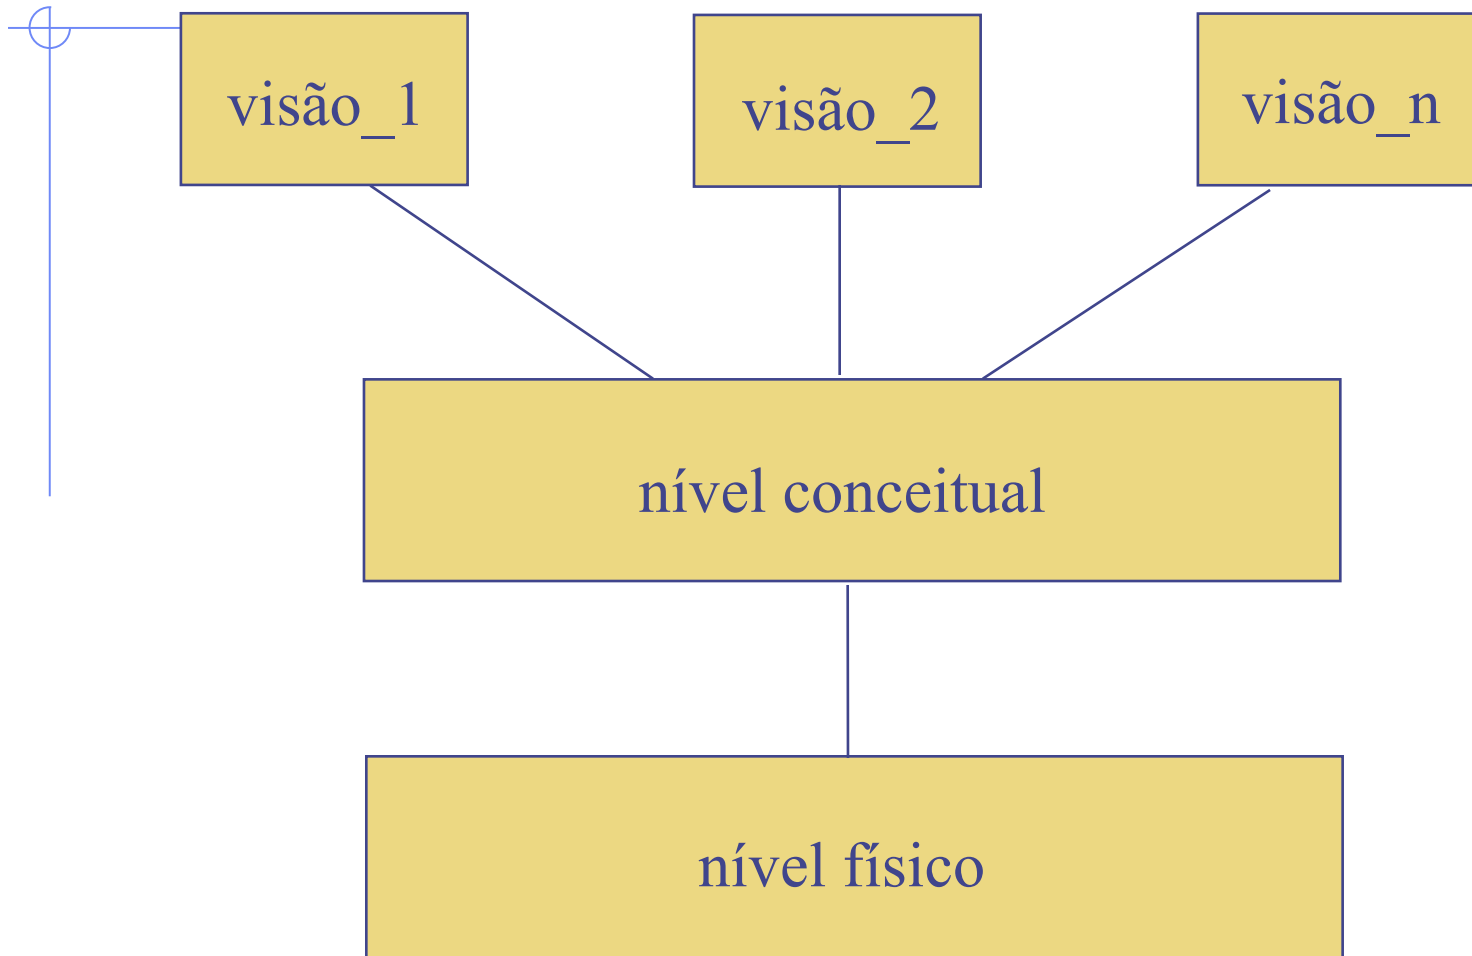 visão_1
visão_2
visão_n
nível conceitual
nível físico